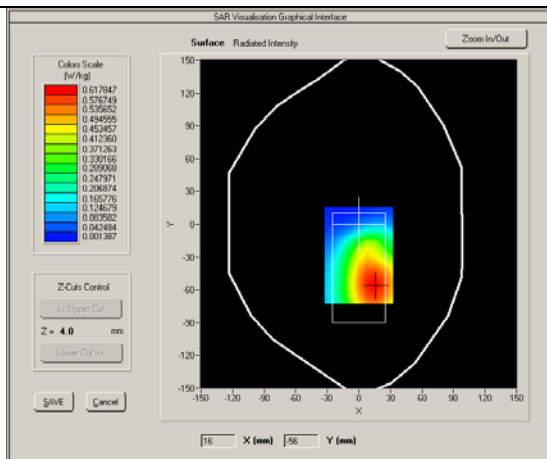 SAR Visualisation Graphical Interface
Surface Radiated Intensity
Zoom In/Out
Colors Scale
(W/kg)
0.617847
0.576749
0.535652
0.494555
0.453457
0.412360
0.371263
0.330166
0.289068
0.247971
0.206874
0.165776
0.124679
0.083582
0.042484
0.001387
Z-Cuts Control
<< Upper Cut
Z = 4.0 mm
Lower Cut >>
SAVE Cancel
150
120
90
60
30
0
-30
-60
-90
-120
-150
Y
-150 -120 -90 -60 -30 0 30 60 90 120 150
X
16 X (mm) -56 Y (mm)